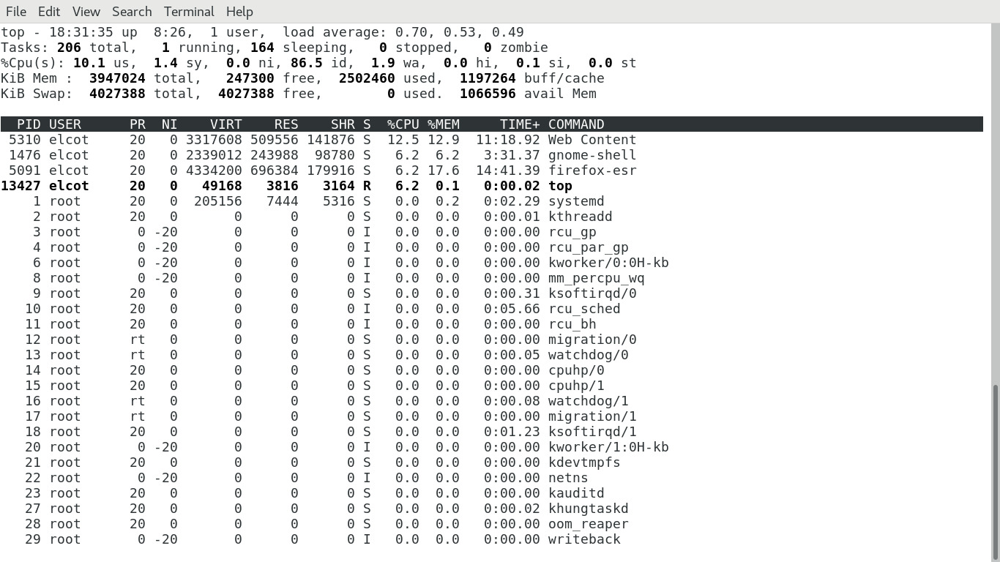 File Edit View Search Terminal Help
top - 18:31:35 up  8:26,  1 user,  load average: 0.70, 0.53, 0.49
Tasks: 206 total,   1 running, 164 sleeping,   0 stopped,   0 zombie
%Cpu(s): 10.1 us,  1.4 sy,  0.0 ni, 86.5 id,  1.9 wa,  0.0 hi,  0.1 si,  0.0 st
KiB Mem :  3947024 total,   247300 free,  2502460 used,  1197264 buff/cache
KiB Swap:  4027388 total,  4027388 free,        0 used.  1066596 avail Mem
  PID USER      PR  NI    VIRT    RES    SHR S  %CPU %MEM     TIME+ COMMAND
 5310 elcot     20   0 3317608 509556 141876 S  12.5 12.9  11:18.92 Web Content
 1476 elcot     20   0 2339012 243988  98780 S   6.2  6.2   3:31.37 gnome-shell
 5091 elcot     20   0 4334200 696384 179916 S   6.2 17.6  14:41.39 firefox-esr
13427 elcot     20   0   49168   3816   3164 R   6.2  0.1   0:00.02 top
    1 root      20   0  205156   7444   5316 S   0.0  0.2   0:02.29 systemd
    2 root      20   0       0      0      0 S   0.0  0.0   0:00.01 kthreadd
    3 root       0 -20       0      0      0 I   0.0  0.0   0:00.00 rcu_gp
    4 root       0 -20       0      0      0 I   0.0  0.0   0:00.00 rcu_par_gp
    6 root       0 -20       0      0      0 I   0.0  0.0   0:00.00 kworker/0:0H-kb
    8 root       0 -20       0      0      0 I   0.0  0.0   0:00.00 mm_percpu_wq
    9 root      20   0       0      0      0 S   0.0  0.0   0:00.31 ksoftirqd/0
   10 root      20   0       0      0      0 I   0.0  0.0   0:05.66 rcu_sched
   11 root      20   0       0      0      0 I   0.0  0.0   0:00.00 rcu_bh
   12 root      rt   0       0      0      0 S   0.0  0.0   0:00.00 migration/0
   13 root      rt   0       0      0      0 S   0.0  0.0   0:00.05 watchdog/0
   14 root      20   0       0      0      0 S   0.0  0.0   0:00.00 cpuhp/0
   15 root      20   0       0      0      0 S   0.0  0.0   0:00.00 cpuhp/1
   16 root      rt   0       0      0      0 S   0.0  0.0   0:00.08 watchdog/1
   17 root      rt   0       0      0      0 S   0.0  0.0   0:00.00 migration/1
   18 root      20   0       0      0      0 S   0.0  0.0   0:01.23 ksoftirqd/1
   20 root       0 -20       0      0      0 I   0.0  0.0   0:00.00 kworker/1:0H-kb
   21 root      20   0       0      0      0 S   0.0  0.0   0:00.00 kdevtmpfs
   22 root       0 -20       0      0      0 I   0.0  0.0   0:00.00 netns
   23 root      20   0       0      0      0 S   0.0  0.0   0:00.00 kauditd
   27 root      20   0       0      0      0 S   0.0  0.0   0:00.02 khungtaskd
   28 root      20   0       0      0      0 S   0.0  0.0   0:00.00 oom_reaper
   29 root       0 -20       0      0      0 I   0.0  0.0   0:00.00 writeback